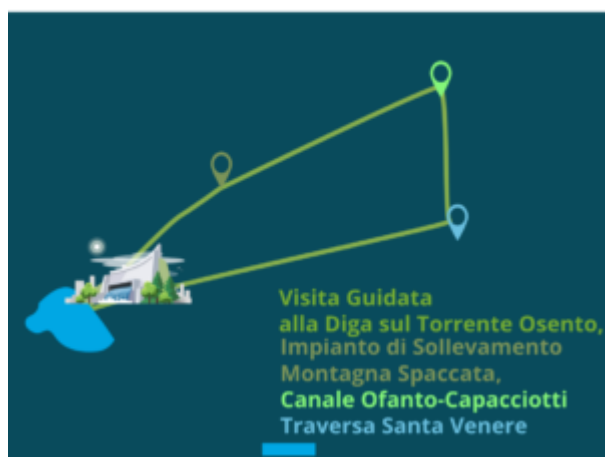 Visita Guidata
alla Diga sul Torrente Osento,
Impianto di Sollevamento
Montagna Spaccata,
Canale Ofanto-Capacciotti
Traversa Santa Venere